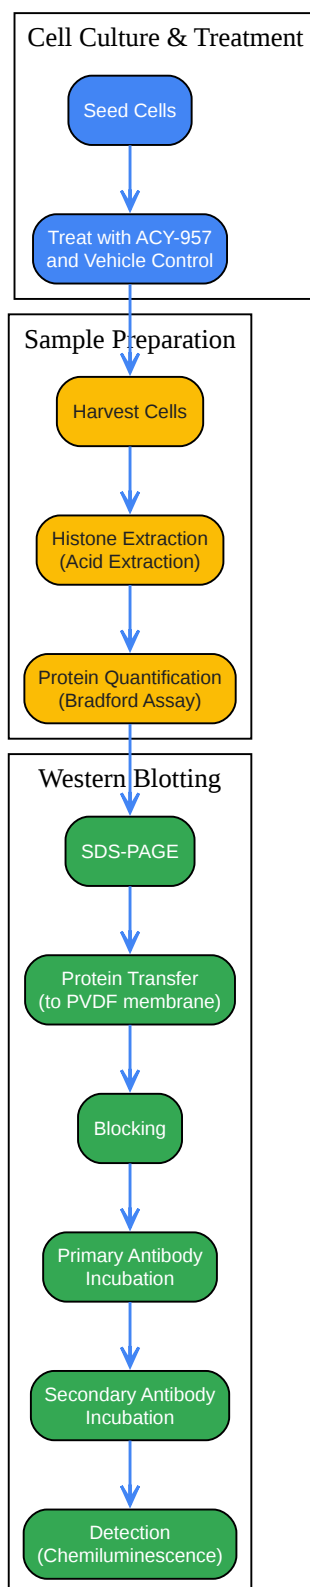 Cell Culture & Treatment
Seed Cells
Treat with ACY-957
and Vehicle Control
Sample Preparation
Harvest Cells
Histone Extraction
(Acid Extraction)
Protein Quantification
(Bradford Assay)
Western Blotting
SDS-PAGE
Protein Transfer
(to PVDF membrane)
Blocking
Primary Antibody
Incubation
Secondary Antibody
Incubation
Detection
(Chemiluminescence)